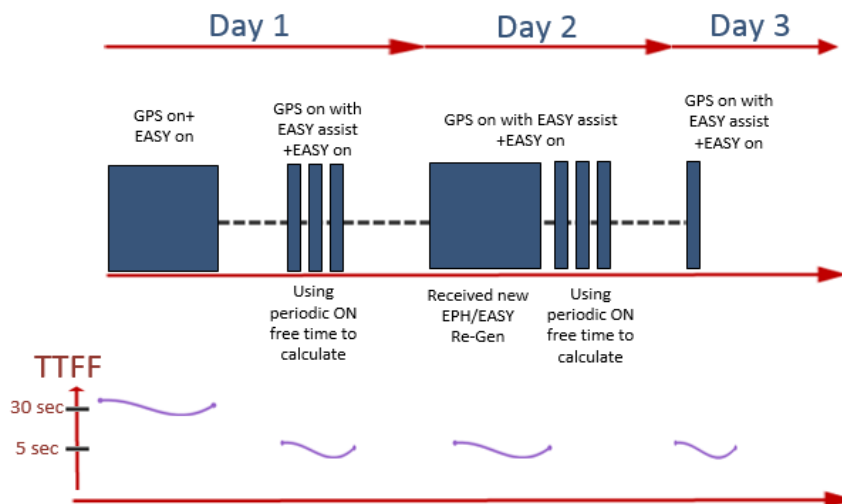 Day 1
Day 2
Day 3
GPS on+
EASY on
GPS on with
EASY assist
+EASY on
GPS on with EASY assist
+EASY on
GPS on with
EASY assist
+EASY on
Using
periodic ON
free time to
calculate
Received new
EPH/EASY
Re-Gen
Using
periodic ON
free time to
calculate
TTFF
30 sec
5 sec